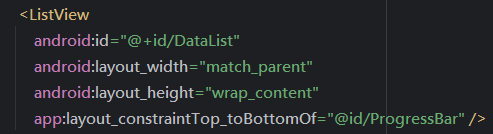 <ListView
android:id="@+id/DataList"
android:layout_width="match_parent"
android:layout_height="wrap_content"
app:layout_constraintTop_toBottomOf="@id/ProgressBar" />